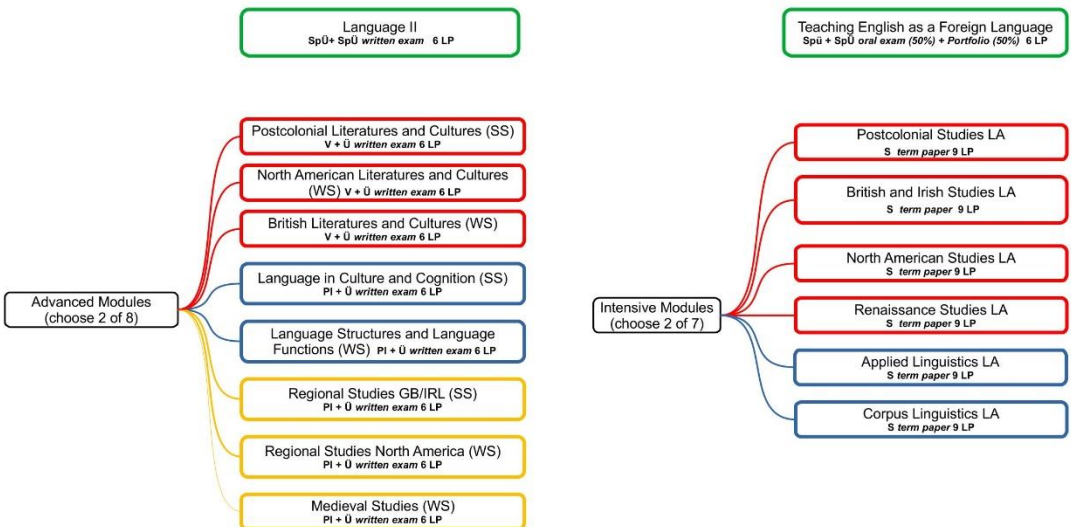 Language II
SpÜ+ SpÜ written exam 6 LP
Teaching English as a Foreign Language
Spü + SpÜ oral exam (50%) + Portfolio (50%) 6 LP
Advanced Modules
(choose 2 of 8)
Postcolonial Literatures and Cultures (SS)
V + Ü written exam 6 LP
North American Literatures and Cultures
(WS) V + Ü written exam 6 LP
British Literatures and Cultures (WS)
V + Ü written exam 6 LP
Language in Culture and Cognition (SS)
PI + Ü written exam 6 LP
Language Structures and Language
Functions (WS) PI + Ü written exam 6 LP
Regional Studies GB/IRL (SS)
PI + Ü written exam 6 LP
Regional Studies North America (WS)
PI + Ü written exam 6 LP
Medieval Studies (WS)
PI + Ü written exam 6 LP
Intensive Modules
(choose 2 of 7)
Postcolonial Studies LA
S term paper 9 LP
British and Irish Studies LA
S term paper 9 LP
North American Studies LA
S term paper 9 LP
Renaissance Studies LA
S term paper 9 LP
Applied Linguistics LA
S term paper 9 LP
Corpus Linguistics LA
S term paper 9 LP